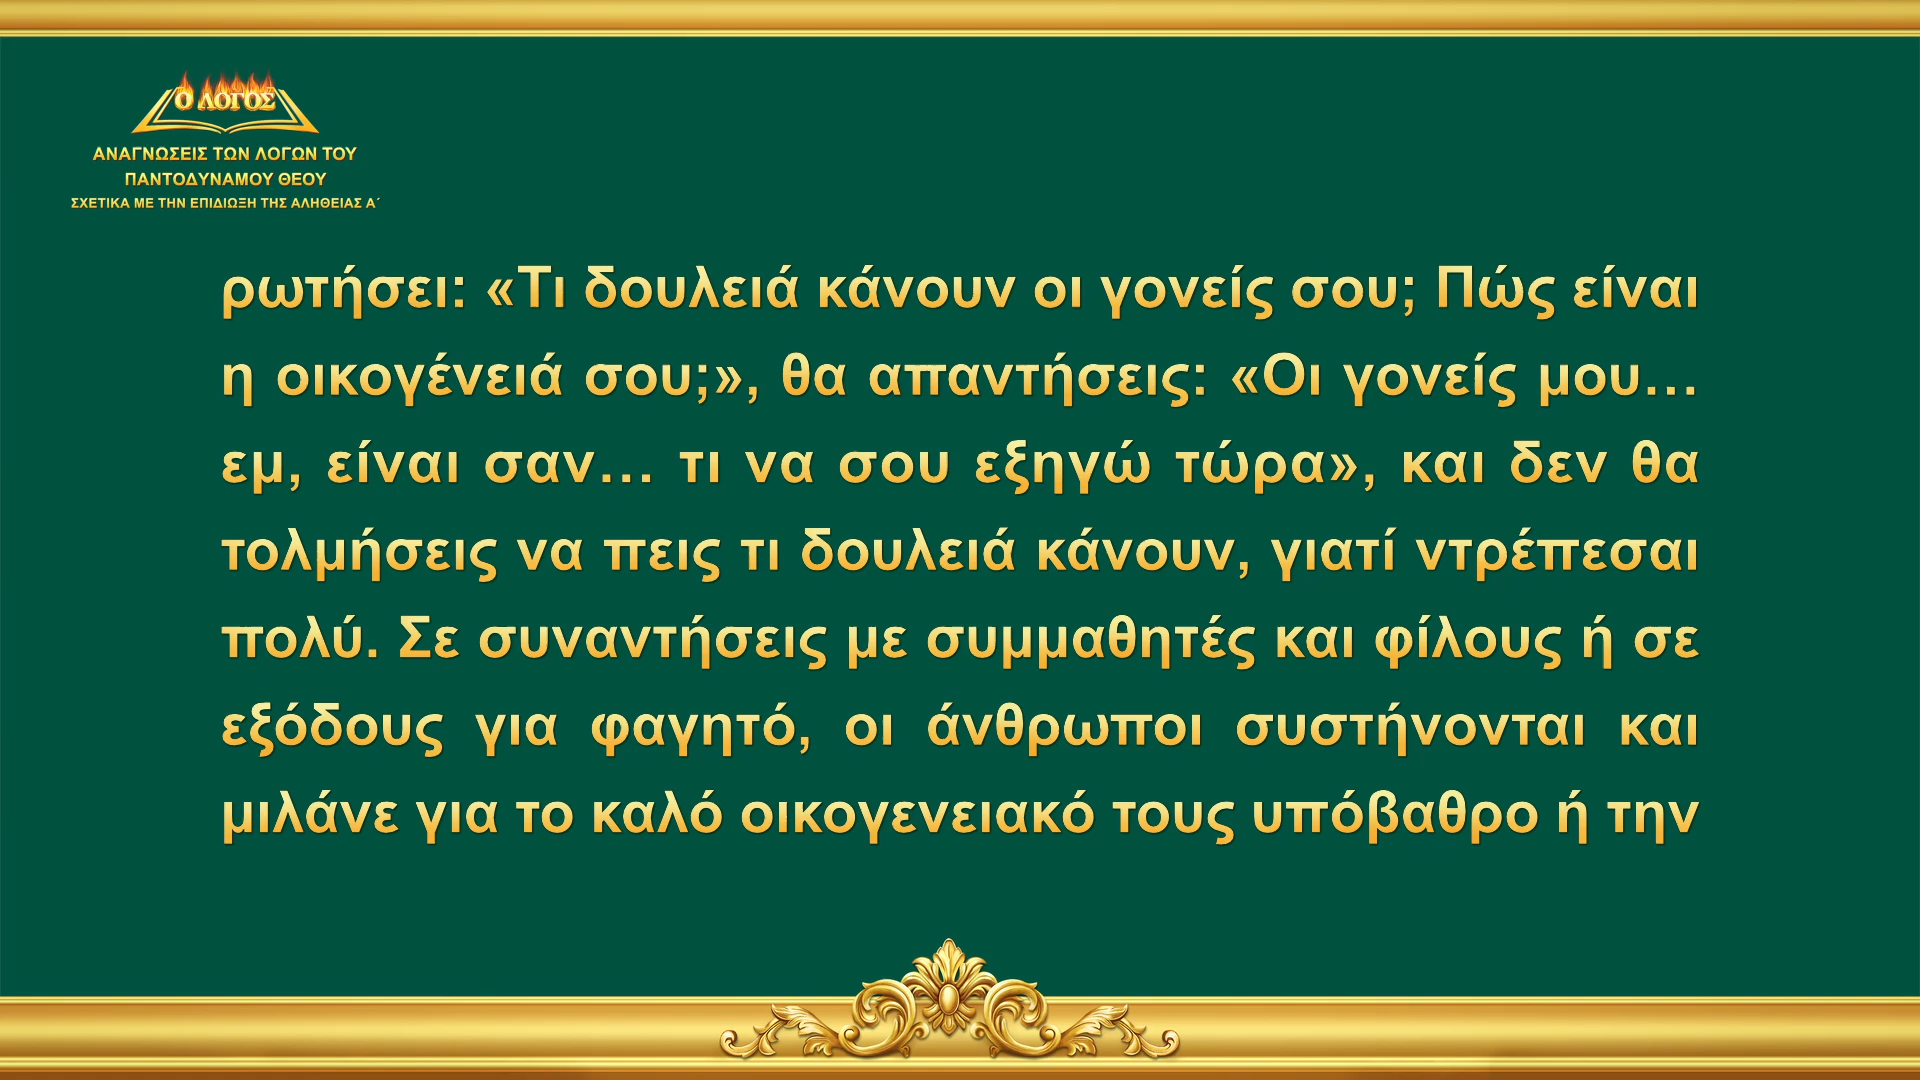 Ο ΛΟΓΟΣ
ΑΝΑΓΝΩΣΕΙΣ ΤΩΝ ΛΟΓΩΝ ΤΟΥ
ΠΑΝΤΟΔΥΝΑΜΟΥ ΘΕΟΥ
ΣΧΕΤΙΚΑ ΜΕ ΤΗΝ ΕΠΙΔΙΩΞΗ ΤΗΣ ΑΛΗΘΕΙΑΣ Α΄
ρωτήσει: «Τι δουλειά κάνουν οι γονείς σου; Πώς είναι
η οικογένειά σου;», θα απαντήσεις: «Οι γονείς μου…
εμ, είναι σαν… τι να σου εξηγώ τώρα», και δεν θα
τολμήσεις να πεις τι δουλειά κάνουν, γιατί ντρέπεσαι
πολύ. Σε συναντήσεις με συμμαθητές και φίλους ή σε
εξόδους για φαγητό, οι άνθρωποι συστήνονται και
μιλάνε για το καλό οικογενειακό τους υπόβαθρο ή την